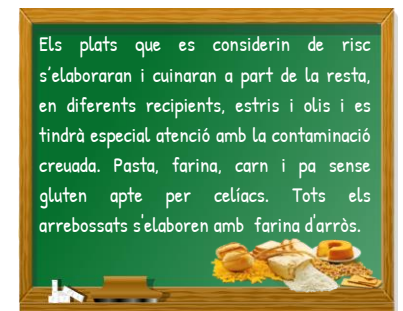 Els plats que es considerin de risc
s'elaboraran i cuinaran a part de la resta,
en diferents recipients, estris i olis i es
tindrà especial atenció amb la contaminació
creuada. Pasta, farina, carn i pa sense
gluten apte per celíacs. Tots els
arrebossats s'elaboren amb farina d'arròs.